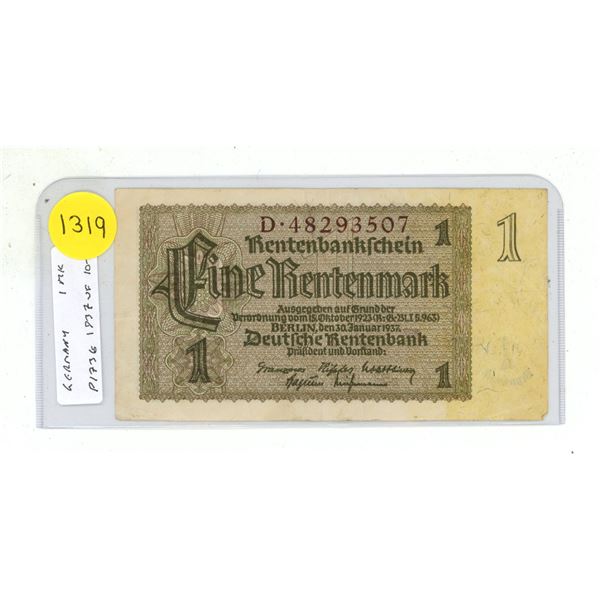 1319
GERMANY 1 MK
P173b 1937 VF 10-
D·48293507
Rentenbankschein
1
Eine Rentenmark
Ausgegeben auf Grund der
Verordnung vom 15. Oktober 1923 (R.-G.-Bl. I S. 963)
BERLIN, den 30. Januar 1937.
Deutsche Rentenbank
Präsident und Vorstand:
1
1
1